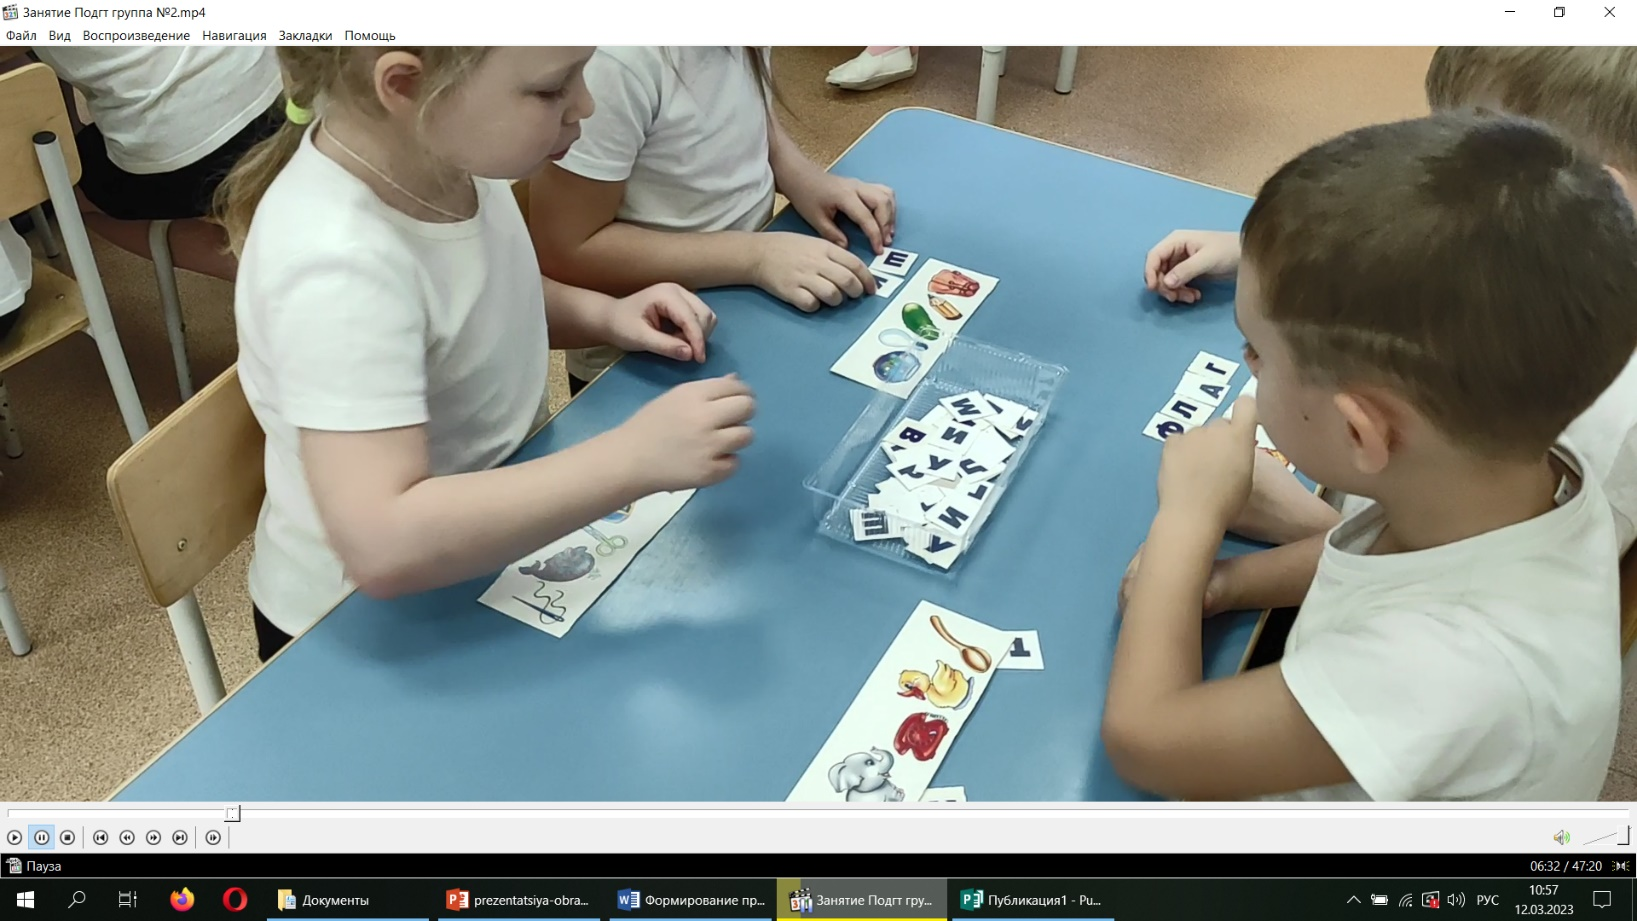 Занятие Подгт группа №2.mp4
Файл Вид Воспроизведение Навигация Закладки Помощь
Е
Л
Г
А
Л
Ф
М
В
И
У
Л
И
Ш
А
Т
Пауза
06:32 / 47:20
Документы
prezentatsiya-obra...
Формирование пр...
Занятие Подгт гру...
Публикация1 - Pu...
РУС
10:57
12.03.2023